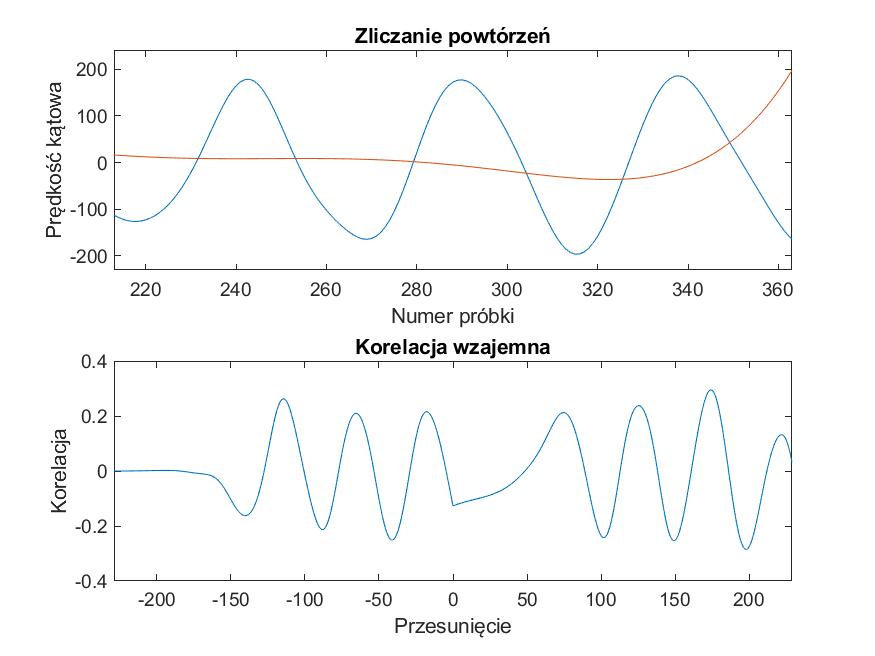 Zliczanie powtórzeń
200
100
0
-100
-200
Prędkość kątowa
220 240 260 280 300 320 340 360
Numer próbki
Korelacja wzajemna
0.4
0.2
0
-0.2
-0.4
Korelacja
-200 -150 -100 -50 0 50 100 150 200
Przesunięcie